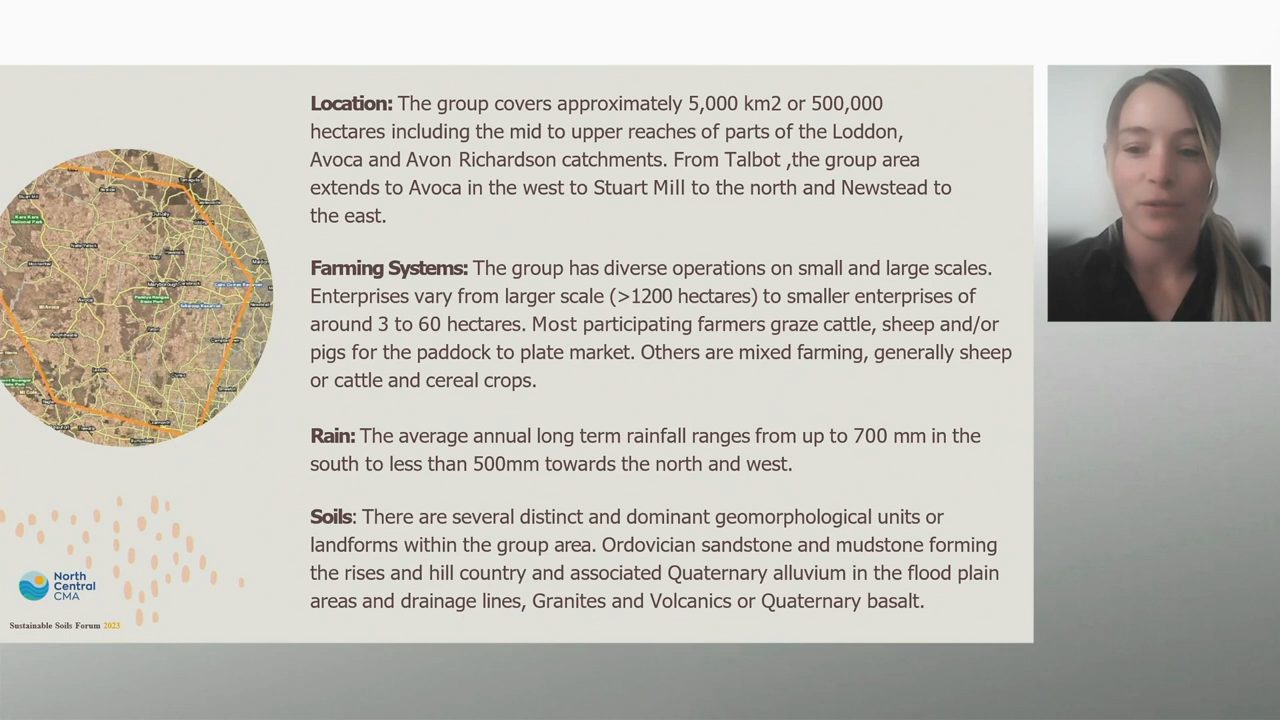 Location: The group covers approximately 5,000 km2 or 500,000
hectares including the mid to upper reaches of parts of the Loddon,
Avoca and Avon Richardson catchments. From Talbot ,the group area
extends to Avoca in the west to Stuart Mill to the north and Newstead to
the east.
Farming Systems: The group has diverse operations on small and large scales.
Enterprises vary from larger scale (>1200 hectares) to smaller enterprises of
around 3 to 60 hectares. Most participating farmers graze cattle, sheep and/or
pigs for the paddock to plate market. Others are mixed farming, generally sheep
or cattle and cereal crops.
Rain: The average annual long term rainfall ranges from up to 700 mm in the
south to less than 500mm towards the north and west.
Soils: There are several distinct and dominant geomorphological units or
landforms within the group area. Ordovician sandstone and mudstone forming
the rises and hill country and associated Quaternary alluvium in the flood plain
areas and drainage lines, Granites and Volcanics or Quaternary basalt.
North
Central
CMA
Sustainable Soils Forum 2023